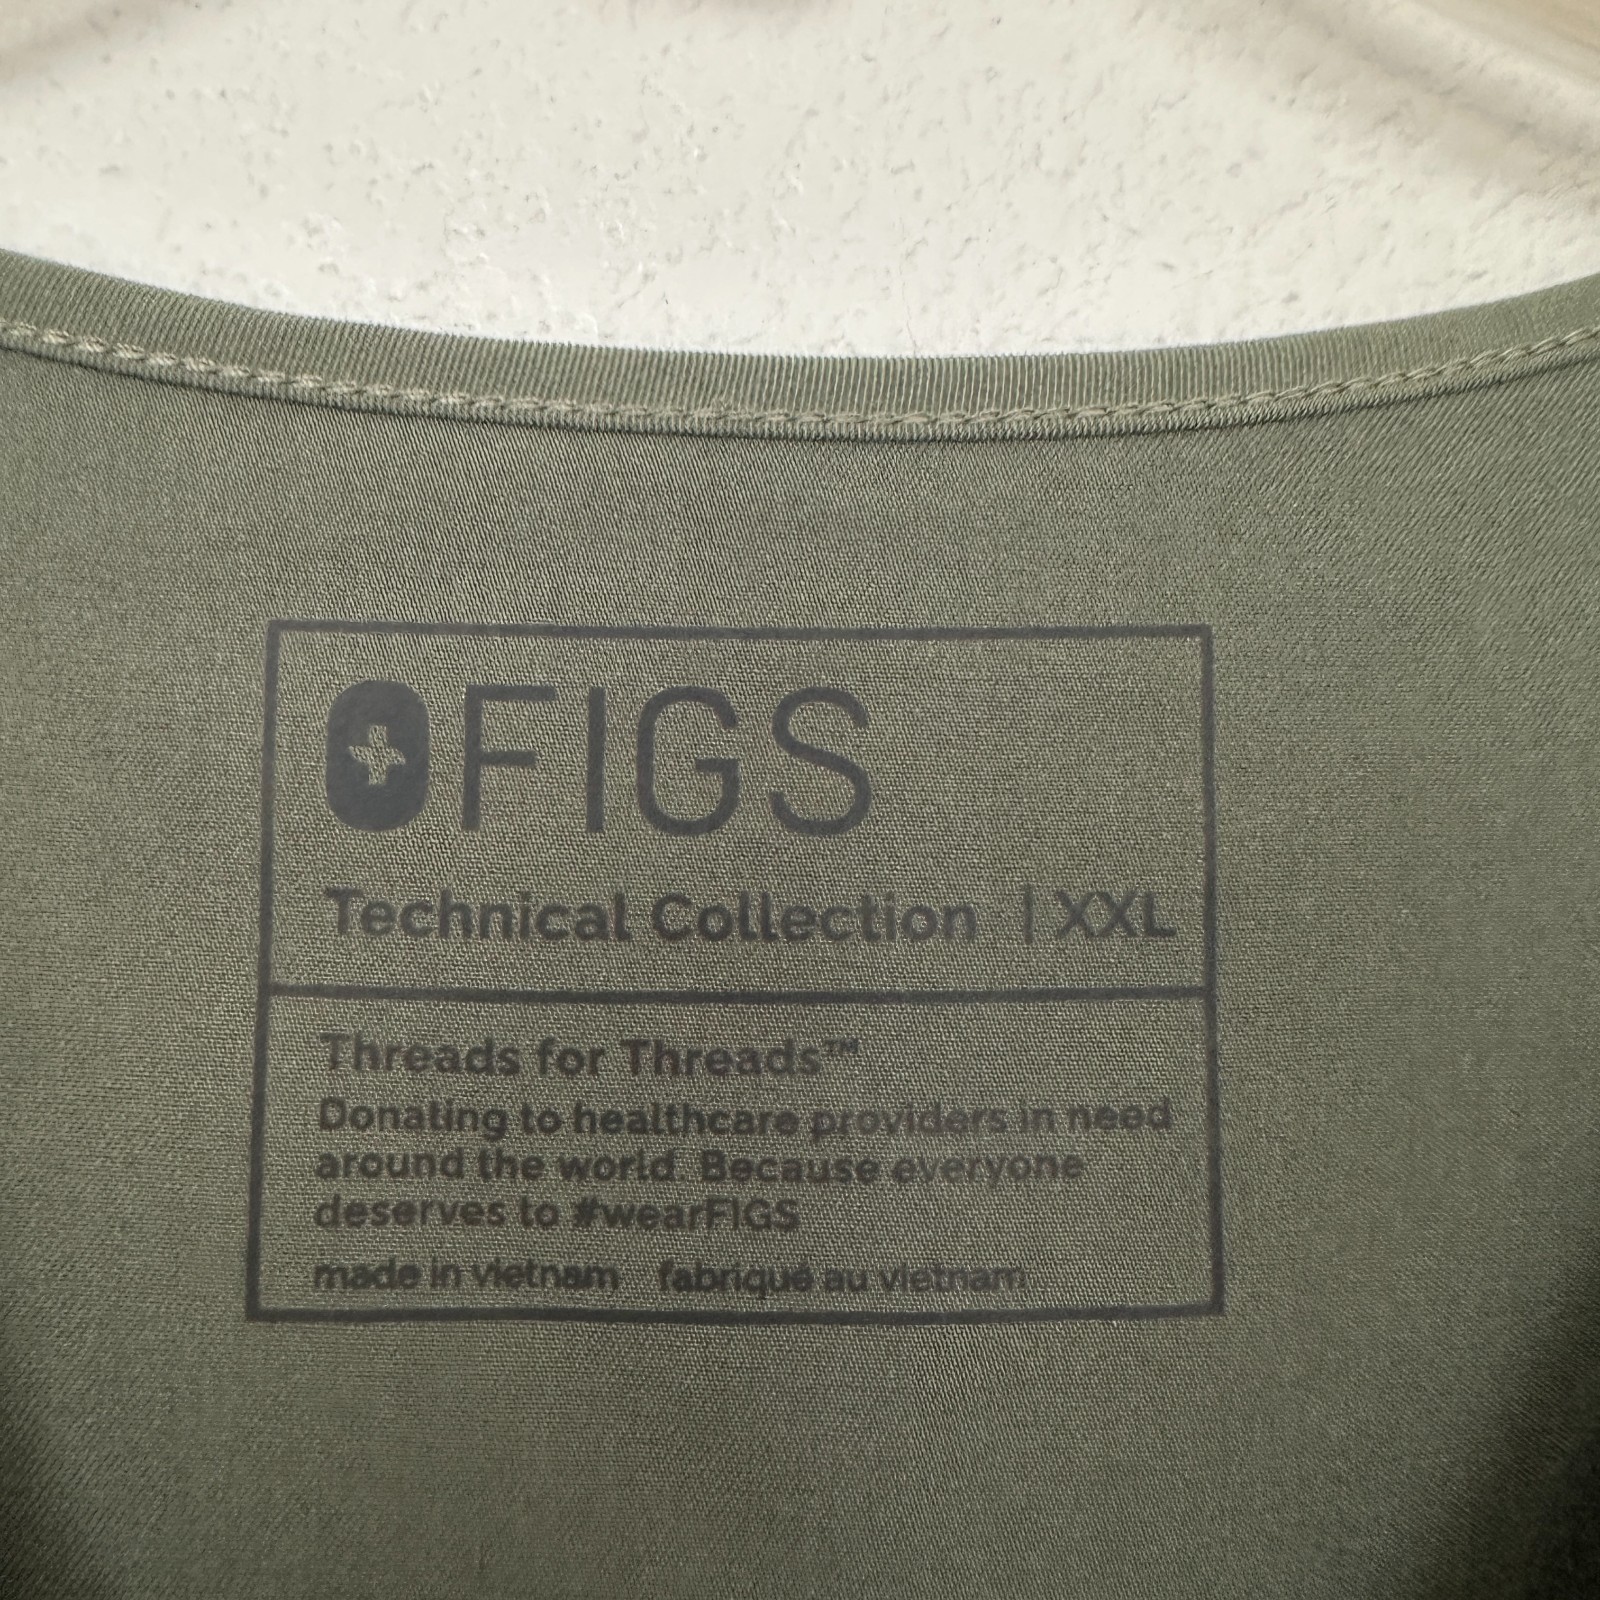 FIGS
Technical Collection | XXL
Threads for Threads™
Donating to healthcare providers in need
around the world. Because everyone
deserves to #wearFIGS
made in vietnam fabriqué au vietnam